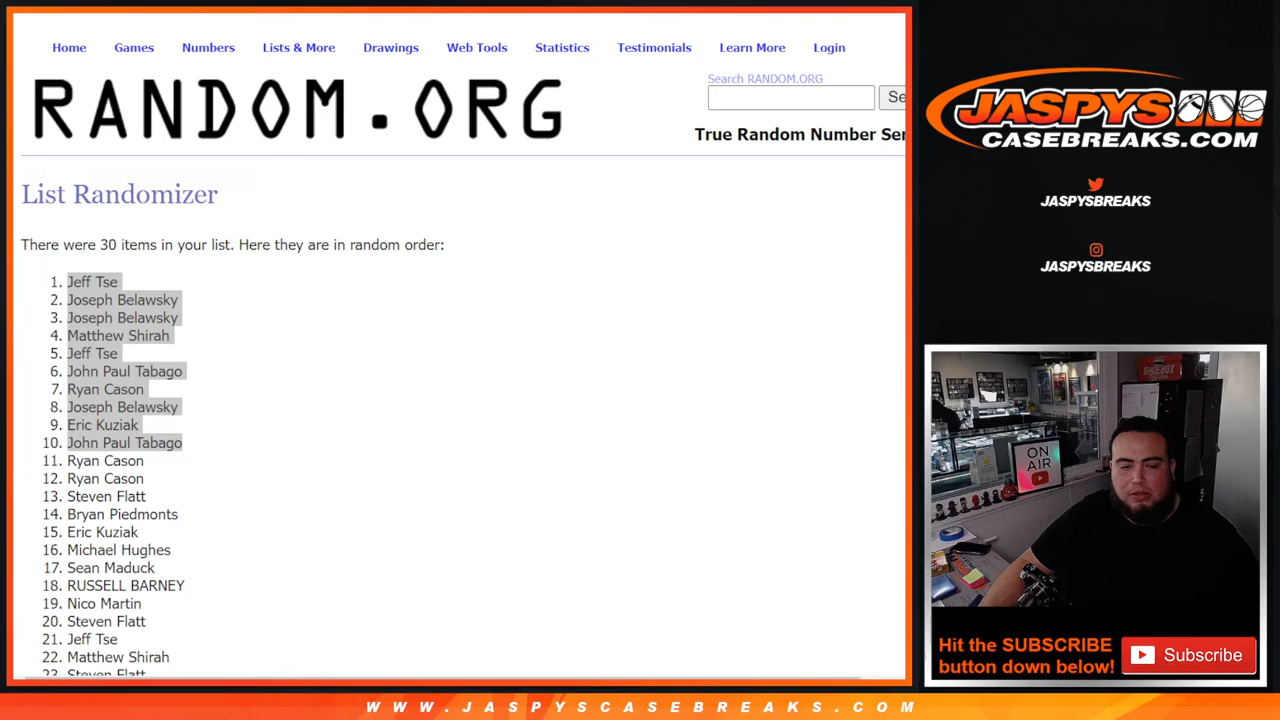 Home Games Numbers Lists & More Drawings Web Tools Statistics Testimonials Learn More Login
RANDOM.ORG
Search RANDOM.ORG
Se
True Random Number Ser
List Randomizer
There were 30 items in your list. Here they are in random order:
1. Jeff Tse
2. Joseph Belawsky
3. Joseph Belawsky
4. Matthew Shirah
5. Jeff Tse
6. John Paul Tabago
7. Ryan Cason
8. Joseph Belawsky
9. Eric Kuziak
10. John Paul Tabago
11. Ryan Cason
12. Ryan Cason
13. Steven Flatt
14. Bryan Piedmonts
15. Eric Kuziak
16. Michael Hughes
17. Sean Maduck
18. RUSSELL BARNEY
19. Nico Martin
20. Steven Flatt
21. Jeff Tse
22. Matthew Shirah
23. Steven Flatt
JASPYS
CASEBREAKS.COM
JASPYSBREAKS
JASPYSBREAKS
SHOEBOX
ON
AIR
Hit the SUBSCRIBE
button down below!
Subscribe
WWW.JASPYSCASEBREAKS.COM